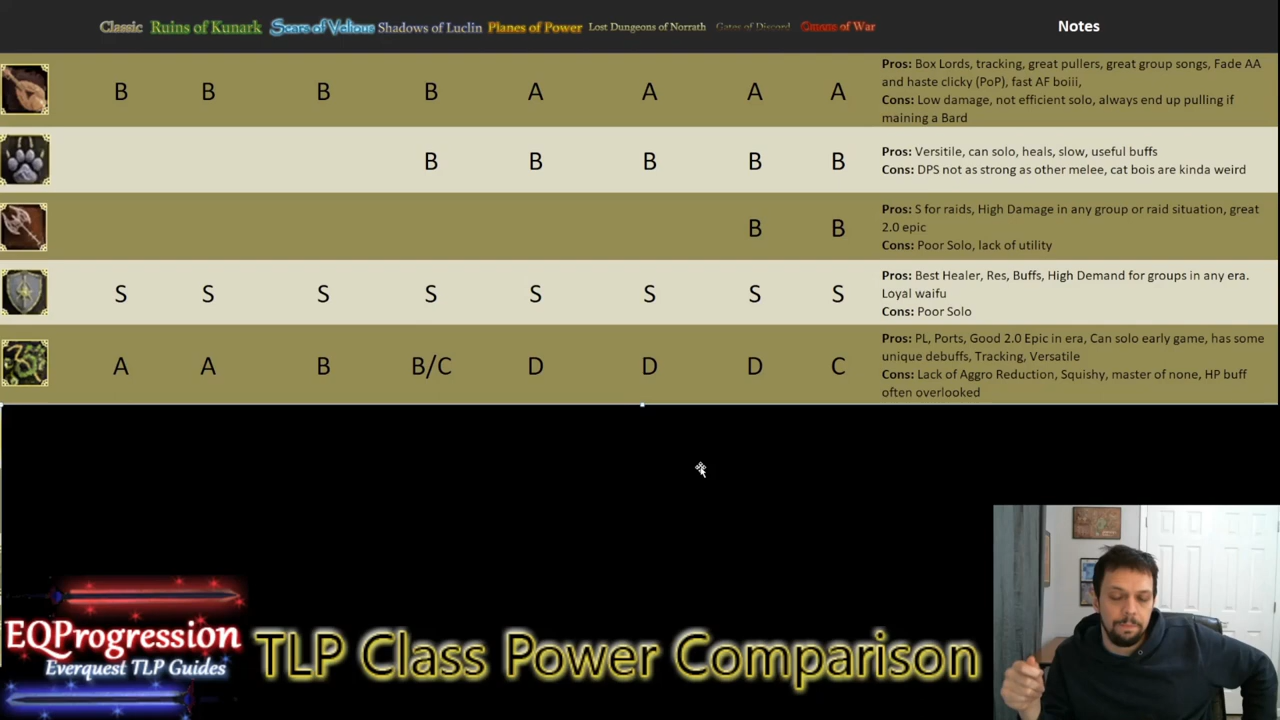 Classic Ruins of Kunark Scars of Velious Shadows of Luclin Planes of Power Lost Dungeons of Norrath Gates of Discord Omens of War Notes
B B B B A A A A
Pros: Box Lords, tracking, great pullers, great group songs, Fade AA
and haste clicky (PoP), fast AF boiii,
Cons: Low damage, not efficient solo, always end up pulling if
maining a Bard
B B B B B
Pros: Versitile, can solo, heals, slow, useful buffs
Cons: DPS not as strong as other melee, cat bois are kinda weird
B B
Pros: S for raids, High Damage in any group or raid situation, great
2.0 epic
Cons: Poor Solo, lack of utility
S S S S S S S S
Pros: Best Healer, Res, Buffs, High Demand for groups in any era.
Loyal waifu
Cons: Poor Solo
A A B B/C D D D C
Pros: PL, Ports, Good 2.0 Epic in era, Can solo early game, has some
unique debuffs, Tracking, Versatile
Cons: Lack of Aggro Reduction, Squishy, master of none, HP buff
often overlooked
EQProgression
Everquest TLP Guides
TLP Class Power Comparison